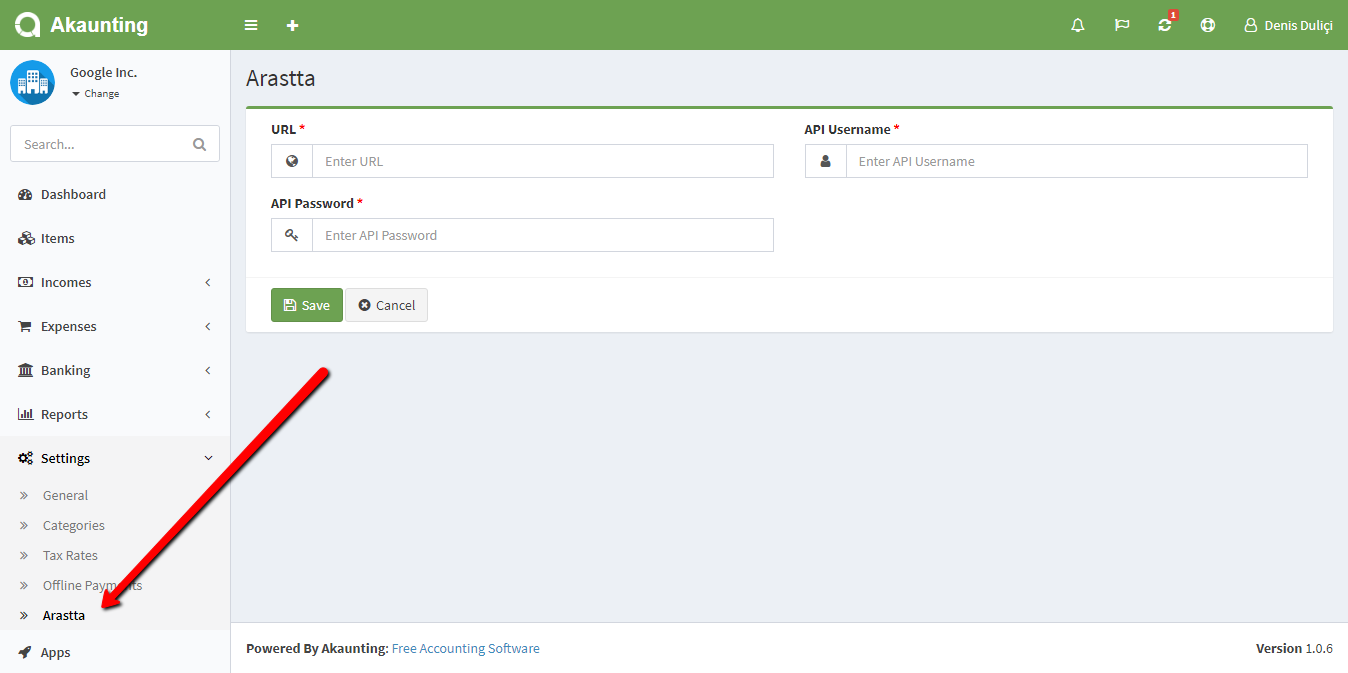 Akaunting
1
Denis Duliçi
Google Inc.
Change
Search...
Dashboard
Items
Incomes
Expenses
Banking
Reports
Settings
General
Categories
Tax Rates
Offline Payments
Arastta
Apps
Arastta
URL *
Enter URL
API Username *
Enter API Username
API Password *
Enter API Password
Save
Cancel
Powered By Akaunting: Free Accounting Software
Version 1.0.6